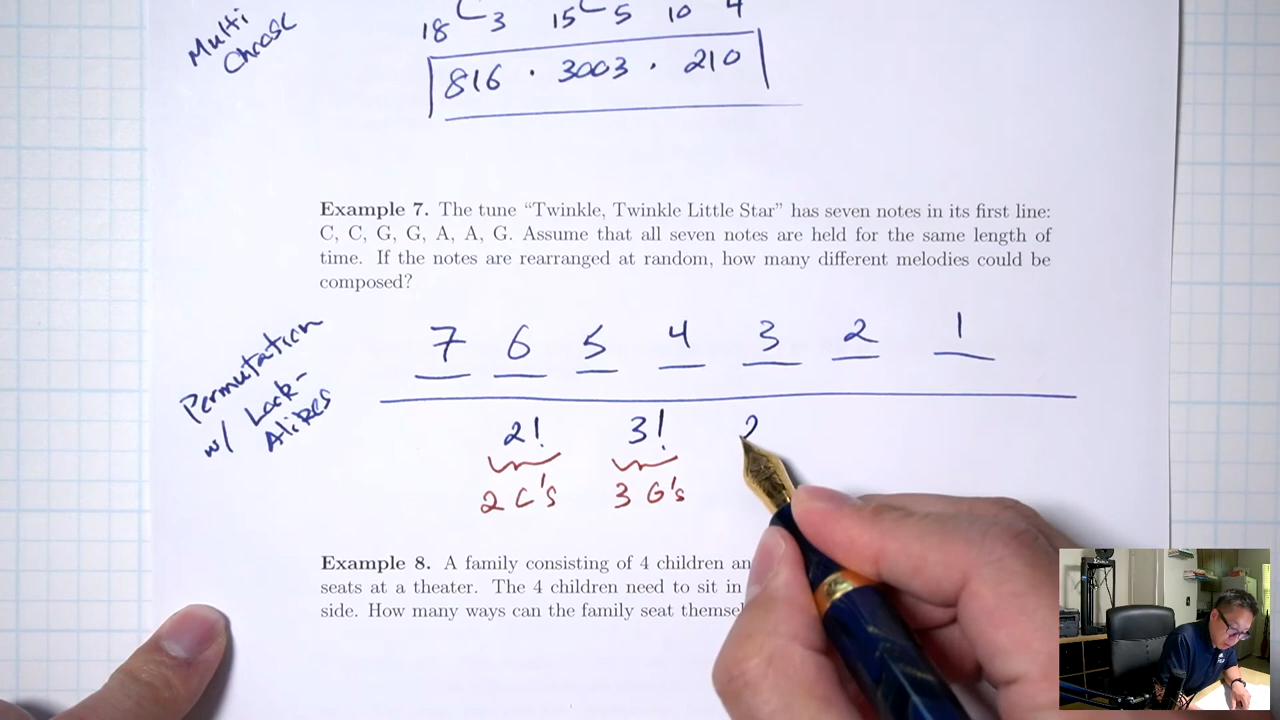 Multi
Choose
18 C 3 15 C 5 10 4
816 · 3003 · 210
Example 7. The tune “Twinkle, Twinkle Little Star” has seven notes in its first line:
C, C, G, G, A, A, G. Assume that all seven notes are held for the same length of
time. If the notes are rearranged at random, how many different melodies could be
composed?
Permutation
w/ Look-
Alikes
7 6 5 4 3 2 1
2! 3! 2
2 C's 3 G's
Example 8. A family consisting of 4 children an
seats at a theater. The 4 children need to sit in
side. How many ways can the family seat themsel